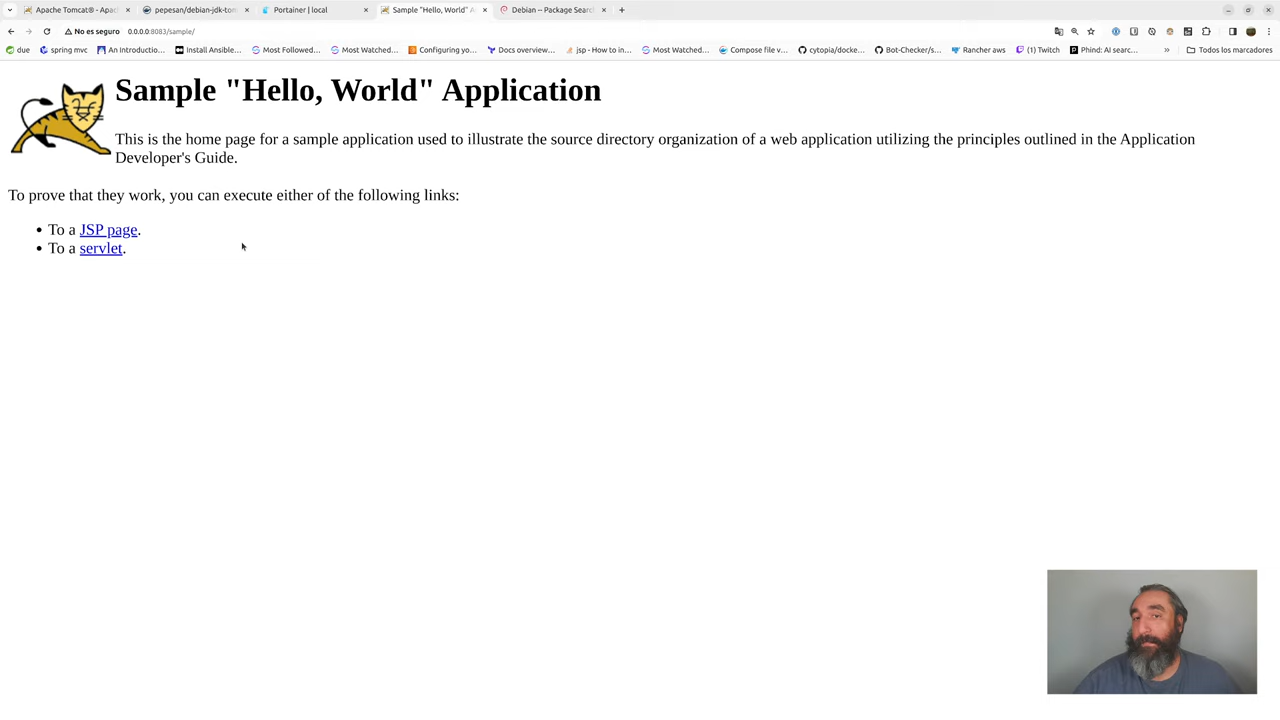 Apache Tomcat® - Apac
pepesan/debian-jdk-tom
Portainer | local
Sample "Hello, World" A
Debian -- Package Searc
No es seguro
0.0.0.0:8083/sample/
due
spring mvc
An Introductio...
Install Ansible...
Most Followed...
Most Watched...
Configuring yo...
Docs overview...
jsp - How to in...
Most Watched...
Compose file v...
cytopia/docke...
Bot-Checker/s...
Rancher aws
(1) Twitch
Phind: AI searc...
»
Todos los marcadores
Sample "Hello, World" Application
This is the home page for a sample application used to illustrate the source directory organization of a web application utilizing the principles outlined in the Application
Developer's Guide.
To prove that they work, you can execute either of the following links:
• To a JSP page.
• To a servlet.